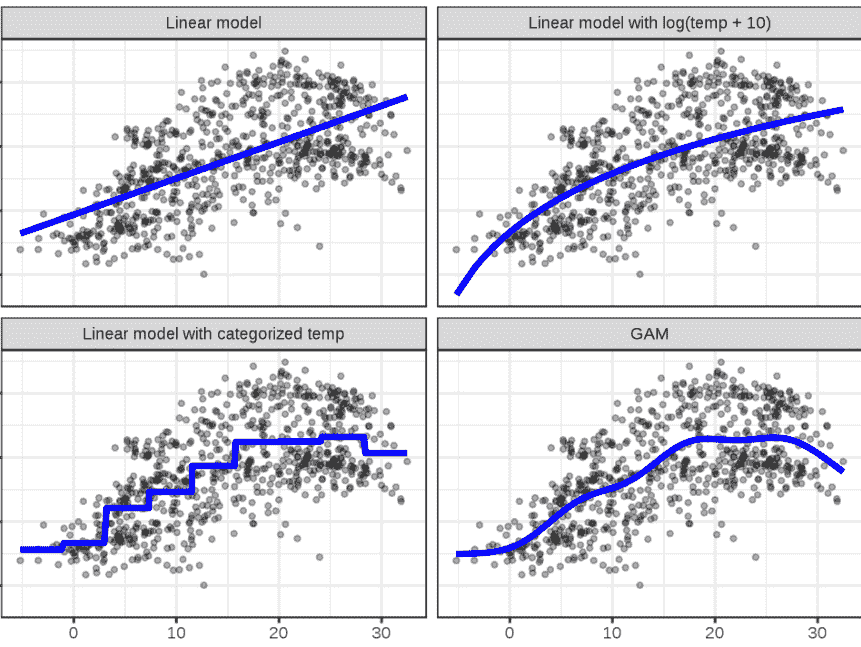 Linear model
Linear model with log(temp + 10)
Linear model with categorized temp
GAM
0 10 20 30
0 10 20 30